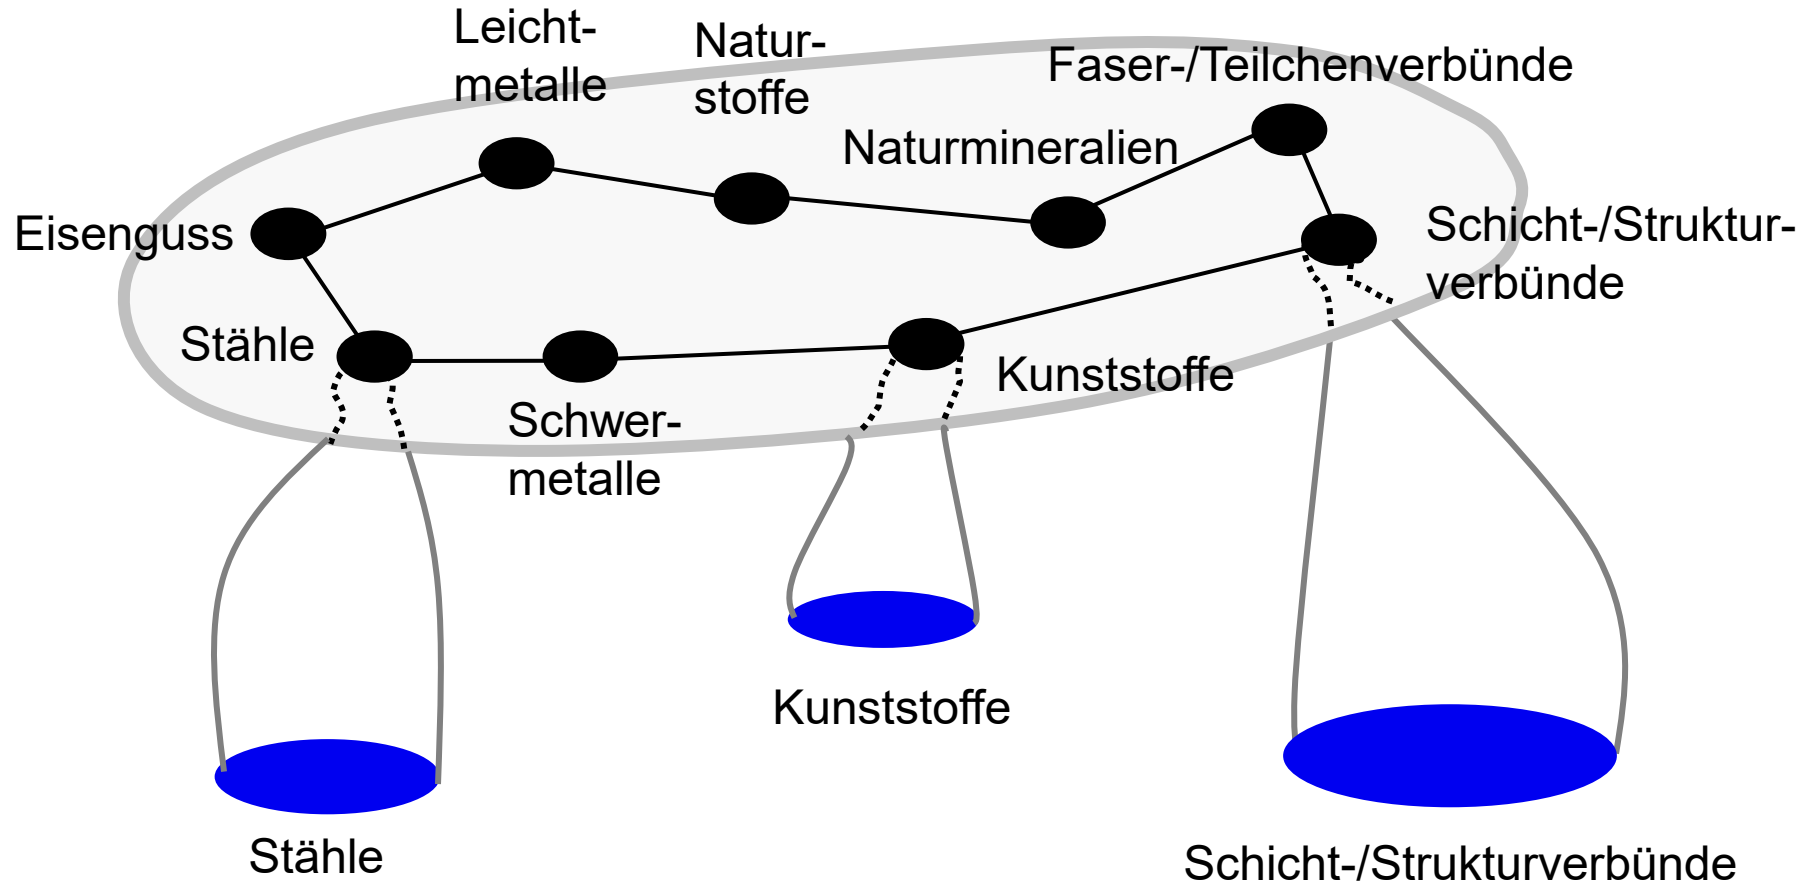 Leicht-
metalle
Natur-
stoffe
Faser-/Teilchenverbünde
Naturmineralien
Eisenguss
Schicht-/Struktur-
verbünde
Stähle
Kunststoffe
Schwer-
metalle
Kunststoffe
Stähle
Schicht-/Strukturverbünde